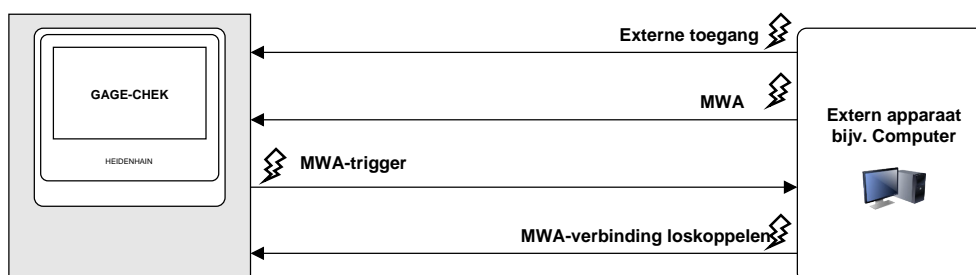 Externe toegang
GAGE-CHEK
MWA
Extern apparaat
bijv. Computer
HEIDENHAIN
MWA-trigger
MWA-verbinding loskoppelen